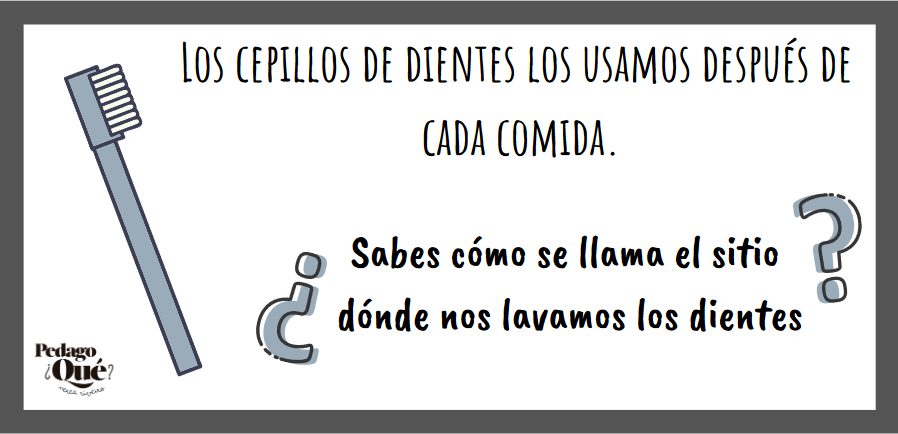 Los cepillos de dientes los usamos después de
cada comida.
¿Sabes cómo se llama el sitio
dónde nos lavamos los dientes?
Pedago
¿Qué?